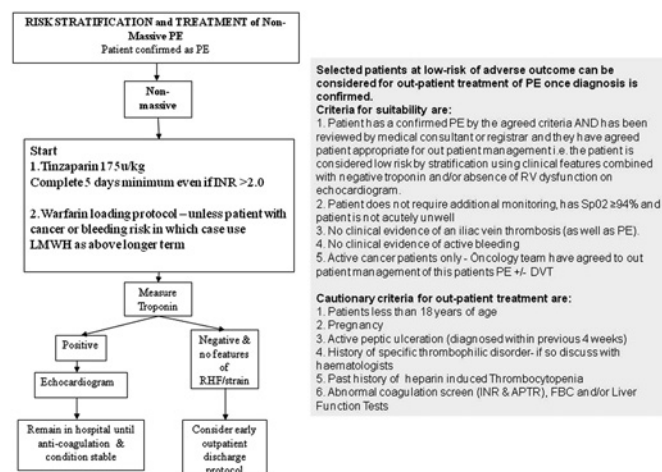 RISK STRATIFICATION and TREATMENT of Non-
Massive PE
Patient confirmed as PE
Non-
massive
Start
1.Tinzaparin 175u/kg
Complete 5 days minimum even if INR >2.0
2. Warfarin loading protocol – unless patient with
cancer or bleeding risk in which case use
LMWH as above longer term
Measure
Troponin
Positive
Negative &
no features
of
RHF/strain
Echocardiogram
Remain in hospital until
anti-coagulation &
condition stable
Consider early
outpatient
discharge
protocol
Selected patients at low-risk of adverse outcome can be
considered for out-patient treatment of PE once diagnosis is
confirmed.
Criteria for suitability are:
1. Patient has a confirmed PE by the agreed criteria AND has been
reviewed by medical consultant or registrar and they have agreed
patient appropriate for out patient management i.e. the patient is
considered low risk by stratification using clinical features combined
with negative troponin and/or absence of RV dysfunction on
echocardiogram.
2. Patient does not require additional monitoring, has Sp02 ≥94% and
patient is not acutely unwell
3. No clinical evidence of an iliac vein thrombosis (as well as PE).
4. No clinical evidence of active bleeding
5. Active cancer patients only - Oncology team have agreed to out
patient management of this patients PE +/- DVT
Cautionary criteria for out-patient treatment are:
1. Patients less than 18 years of age
2. Pregnancy
3. Active peptic ulceration (diagnosed within previous 4 weeks)
4. History of specific thrombophilic disorder- if so discuss with
haematologists
5. Past history of heparin induced Thrombocytopenia
6. Abnormal coagulation screen (INR & APTR), FBC and/or Liver
Function Tests